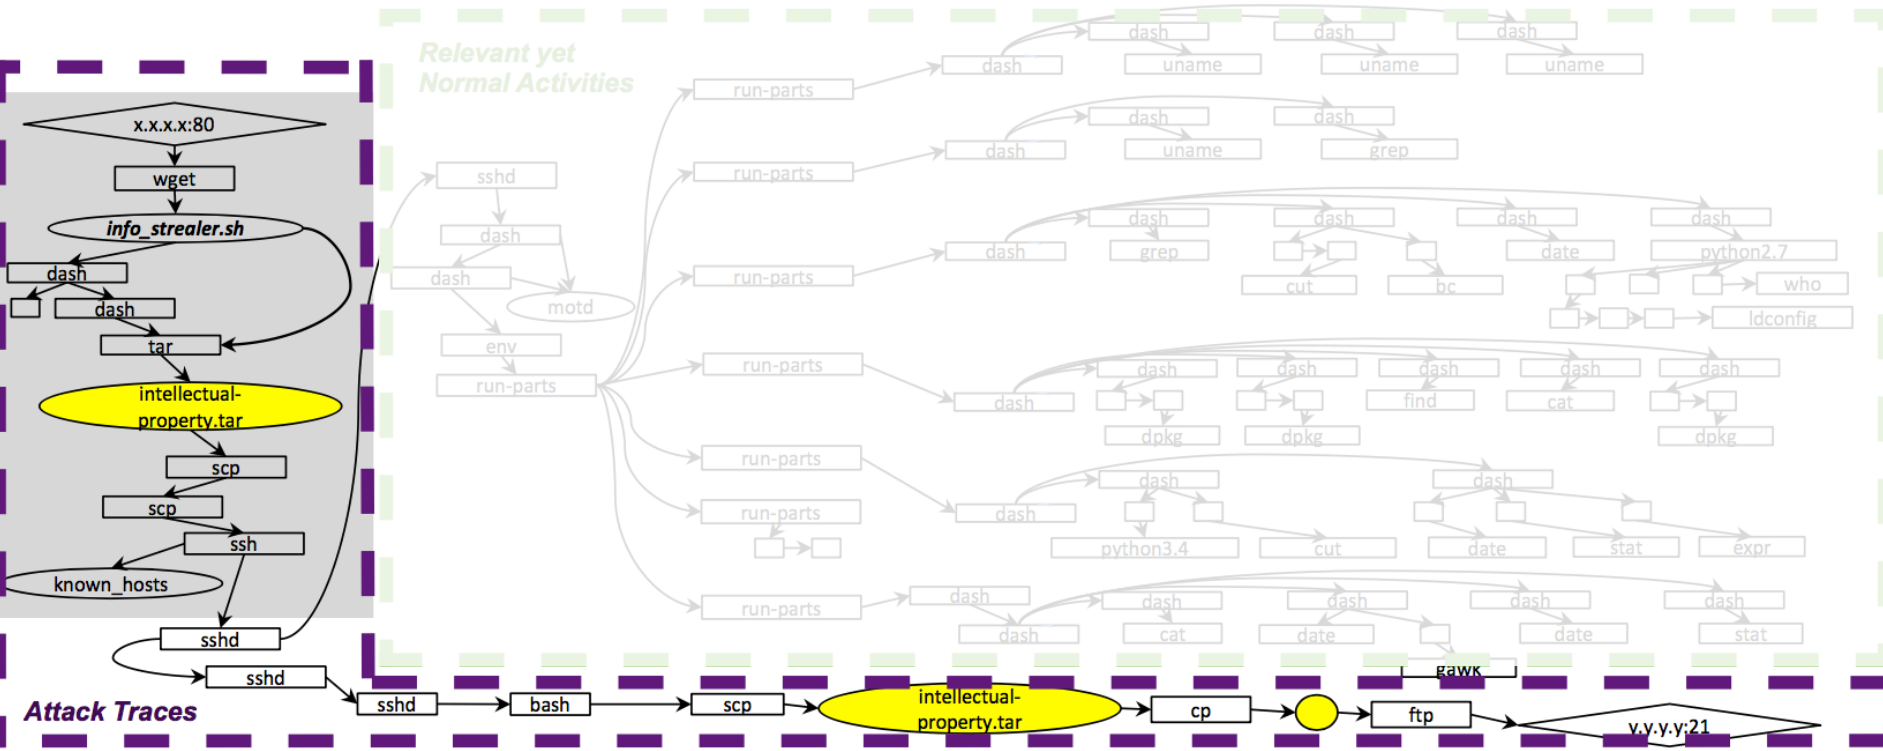 Relevant yet
Normal Activities
x.x.x.x:80
wget
info_strealer.sh
dash
dash
tar
intellectual-
property.tar
scp
scp
ssh
known_hosts
sshd
sshd
Attack Traces
sshd
bash
scp
intellectual-
property.tar
cp
ftp
y.y.y.y:21
sshd
dash
dash
motd
env
run-parts
run-parts
dash
dash
dash
dash
uname
uname
uname
run-parts
dash
dash
dash
uname
grep
run-parts
dash
dash
dash
dash
dash
grep
date
python2.7
cut
bc
who
ldconfig
run-parts
dash
dash
dash
dash
dash
dash
find
cat
dpkg
dpkg
dpkg
run-parts
dash
dash
dash
python3.4
cut
date
stat
expr
run-parts
run-parts
dash
dash
dash
dash
dash
dash
cat
date
date
stat
gawk